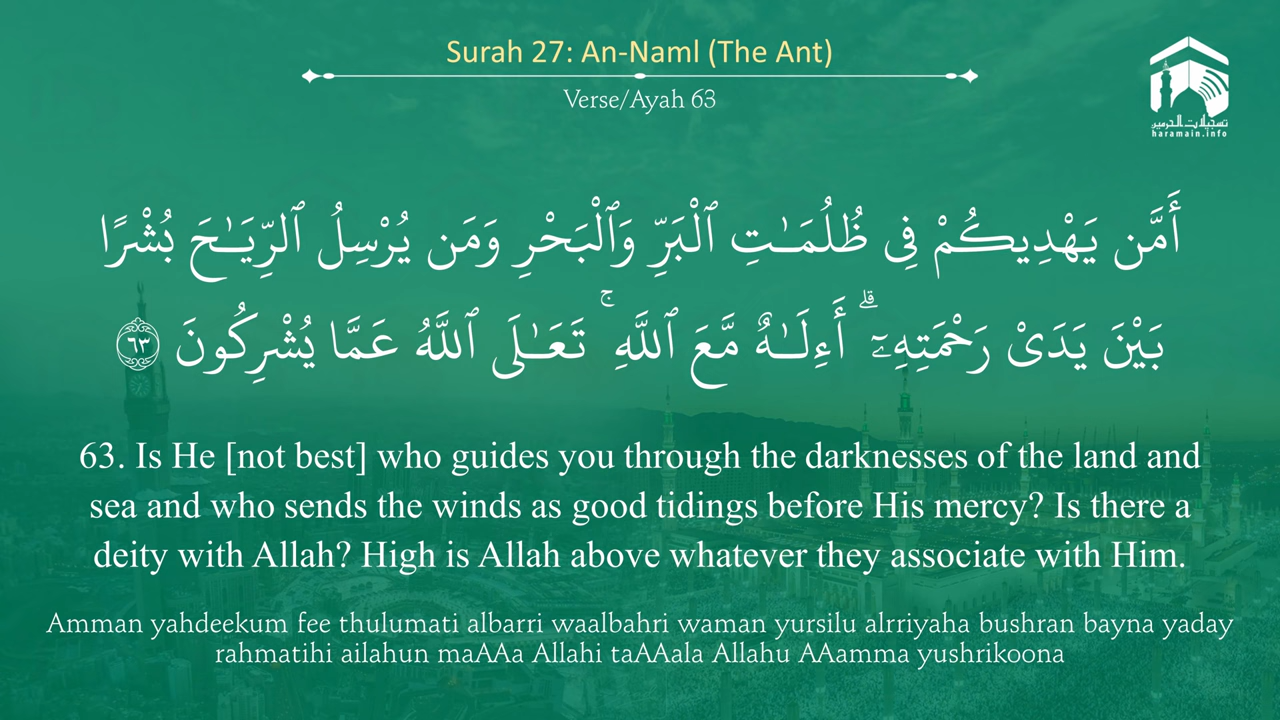 Surah 27: An-Naml (The Ant)
Verse/Ayah 63
تسجيلات الحرمين
haramain.info
أَمَّن يَهْدِيكُمْ فِى ظُلُمَـٰتِ ٱلْبَرِّ وَٱلْبَحْرِ وَمَن يُرْسِلُ ٱلرِّيَـٰحَ بُشْرًۢا
بَيْنَ يَدَىْ رَحْمَتِهِۦٓ ۗ أَءِلَـٰهٌ مَّعَ ٱللَّهِ ۚ تَعَـٰلَى ٱللَّهُ عَمَّا يُشْرِكُونَ ٦٣
63. Is He [not best] who guides you through the darknesses of the land and
sea and who sends the winds as good tidings before His mercy? Is there a
deity with Allah? High is Allah above whatever they associate with Him.
Amman yahdeekum fee thulumati albarri waalbahri waman yursilu alrriyaha bushran bayna yaday
rahmatihi ailahun maAAa Allahi taAAala Allahu AAamma yushrikoona